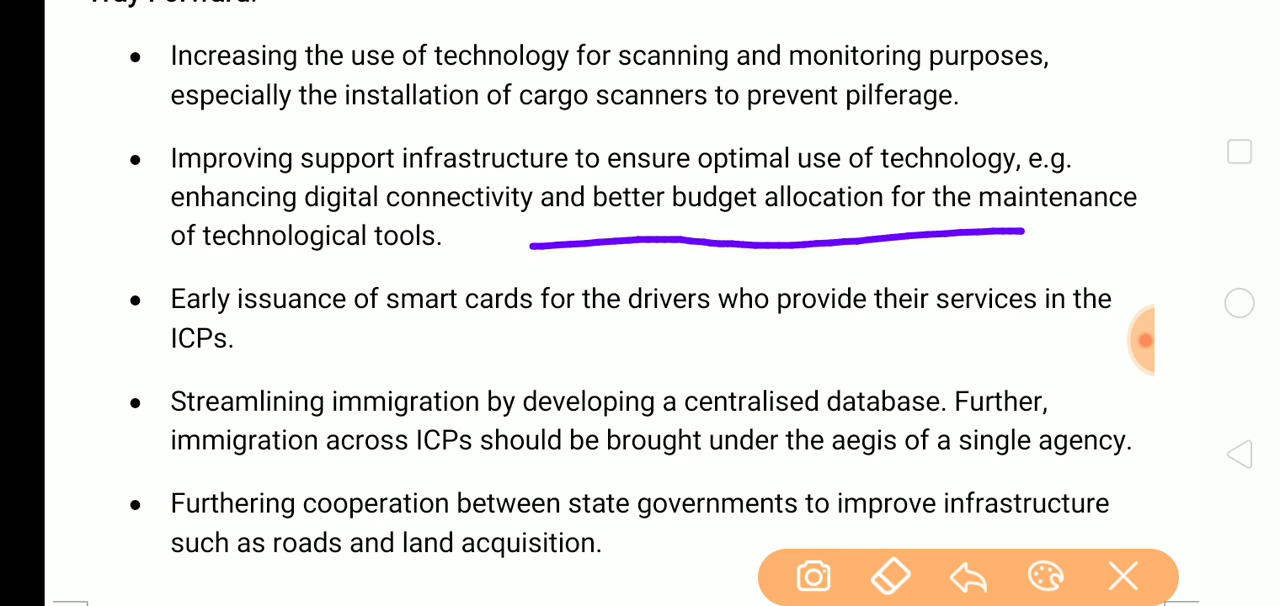 • Increasing the use of technology for scanning and monitoring purposes,
especially the installation of cargo scanners to prevent pilferage.
• Improving support infrastructure to ensure optimal use of technology, e.g.
enhancing digital connectivity and better budget allocation for the maintenance
of technological tools.
• Early issuance of smart cards for the drivers who provide their services in the
ICPs.
• Streamlining immigration by developing a centralised database. Further,
immigration across ICPs should be brought under the aegis of a single agency.
• Furthering cooperation between state governments to improve infrastructure
such as roads and land acquisition.